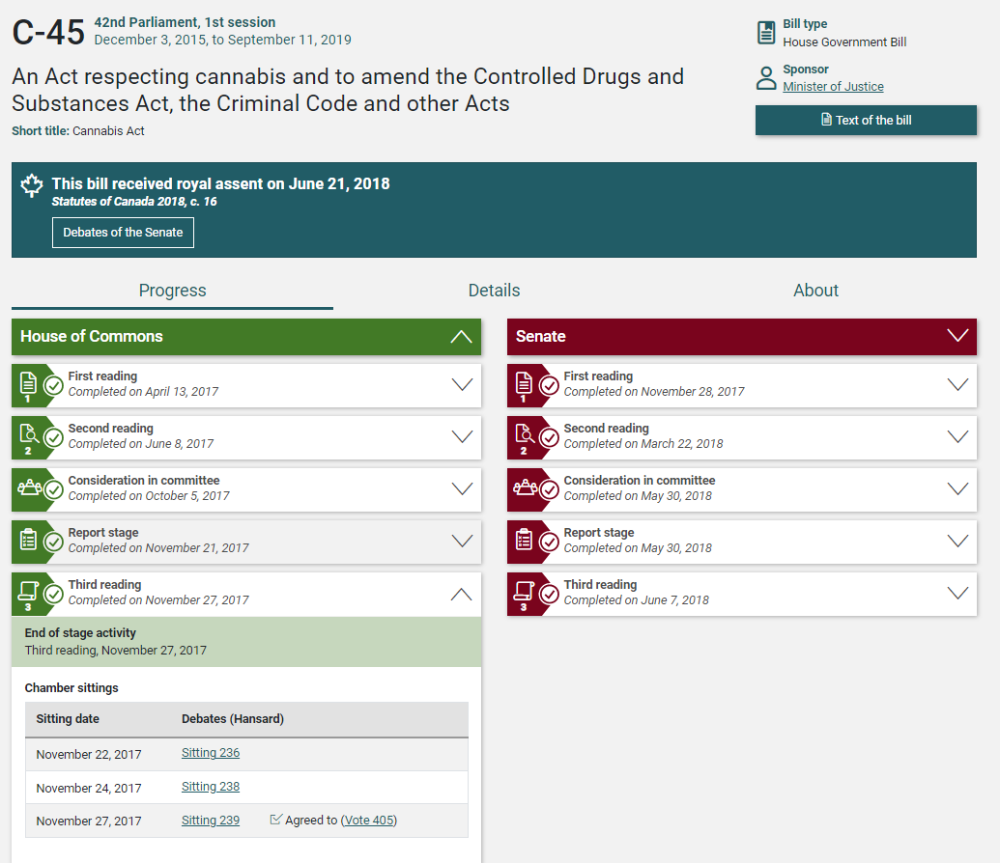 C-45
42nd Parliament, 1st session
December 3, 2015, to September 11, 2019
An Act respecting cannabis and to amend the Controlled Drugs and
Substances Act, the Criminal Code and other Acts
Short title: Cannabis Act
Bill type
House Government Bill
Sponsor
Minister of Justice
Text of the bill
This bill received royal assent on June 21, 2018
Statutes of Canada 2018, c. 16
Debates of the Senate
Progress
Details
About
House of Commons
1
First reading
Completed on April 13, 2017
2
Second reading
Completed on June 8, 2017
Consideration in committee
Completed on October 5, 2017
Report stage
Completed on November 21, 2017
3
Third reading
Completed on November 27, 2017
End of stage activity
Third reading, November 27, 2017
Chamber sittings
Sitting date Debates (Hansard)
November 22, 2017 Sitting 236
November 24, 2017 Sitting 238
November 27, 2017 Sitting 239 Agreed to (Vote 405)
Senate
1
First reading
Completed on November 28, 2017
2
Second reading
Completed on March 22, 2018
Consideration in committee
Completed on May 30, 2018
Report stage
Completed on May 30, 2018
3
Third reading
Completed on June 7, 2018